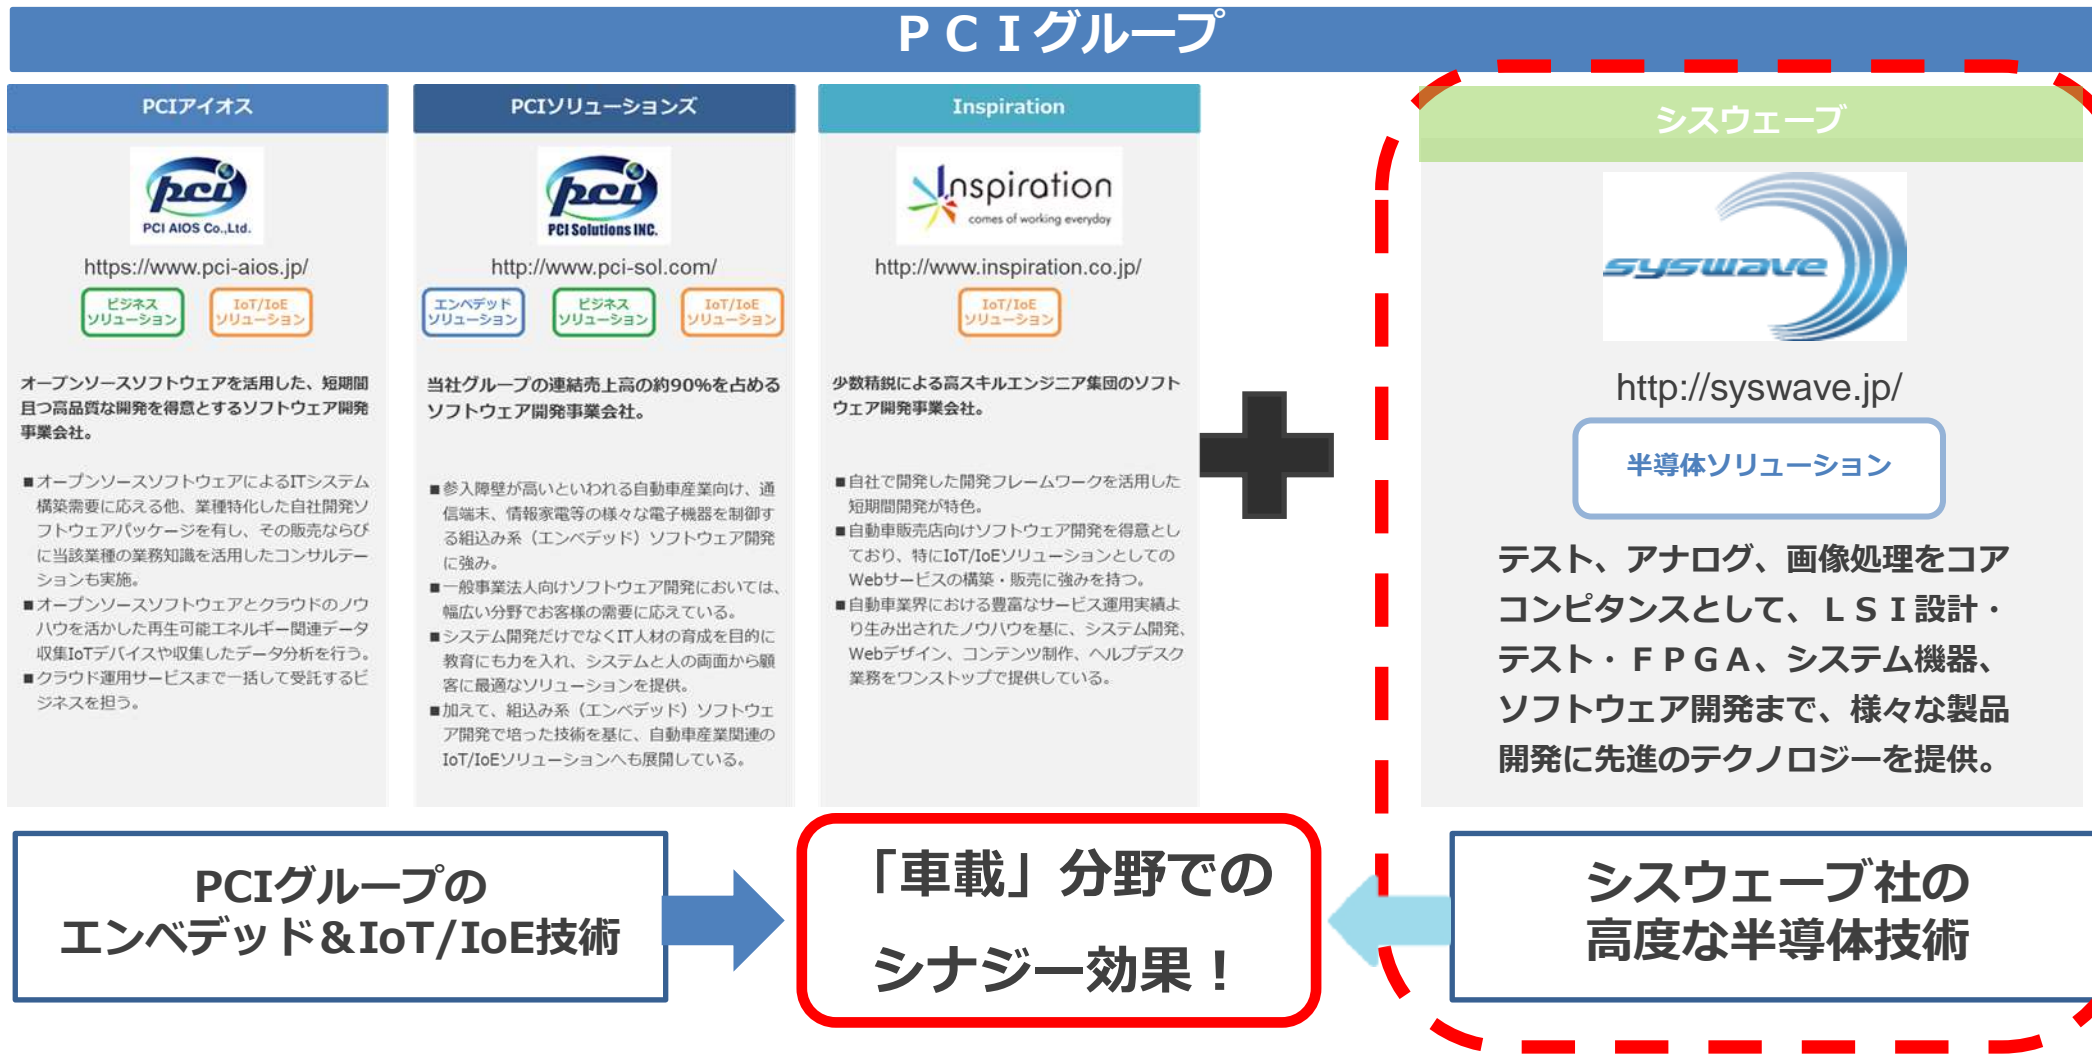 ＰＣＩグループ
PCIアイオス
pci
PCI AIOS Co.,Ltd.
https://www.pci-aios.jp/
ビジネス
ソリューション
IoT/IoE
ソリューション
オープンソースソフトウェアを活用した、短期間
且つ高品質な開発を得意とするソフトウェア開発
事業会社。
■オープンソースソフトウェアによるITシステム
構築需要に応える他、業種特化した自社開発ソ
フトウェアパッケージを有し、その販売ならび
に当該業種の業務知識を活用したコンサルテー
ションも実施。
■オープンソースソフトウェアとクラウドのノウ
ハウを活かした再生可能エネルギー関連データ
収集IoTデバイスや収集したデータ分析を行う。
■クラウド運用サービスまで一括して受託するビ
ジネスを担う。
PCIソリューションズ
pci
PCI Solutions INC.
http://www.pci-sol.com/
エンベデッド
ソリューション
ビジネス
ソリューション
IoT/IoE
ソリューション
当社グループの連結売上高の約90%を占める
ソフトウェア開発事業会社。
■参入障壁が高いといわれる自動車産業向け、通
信端末、情報家電等の様々な電子機器を制御す
る組込み系（エンベデッド）ソフトウェア開発
に強み。
■一般事業法人向けソフトウェア開発においては、
幅広い分野でお客様の需要に応えている。
■システム開発だけでなくIT人材の育成を目的に
教育にも力を入れ、システムと人の両面から顧
客に最適なソリューションを提供。
■加えて、組込み系（エンベデッド）ソフトウェ
ア開発で培った技術を基に、自動車産業関連の
IoT/IoEソリューションへも展開している。
Inspiration
Inspiration
comes of working everyday
http://www.inspiration.co.jp/
IoT/IoE
ソリューション
少数精鋭による高スキルエンジニア集団のソフト
ウェア開発事業会社。
■自社で開発した開発フレームワークを活用した
短期間開発が特色。
■自動車販売店向けソフトウェア開発を得意とし
ており、特にIoT/IoEソリューションとしての
Webサービスの構築・販売に強みを持つ。
■自動車業界における豊富なサービス運用実績よ
り生み出されたノウハウを基に、システム開発、
Webデザイン、コンテンツ制作、ヘルプデスク
業務をワンストップで提供している。
シスウェーブ
syswave
http://syswave.jp/
半導体ソリューション
テスト、アナログ、画像処理をコア
コンピタンスとして、ＬＳＩ設計・
テスト・ＦＰＧＡ、システム機器、
ソフトウェア開発まで、様々な製品
開発に先進のテクノロジーを提供。
PCIグループの
エンベデッド＆IoT/IoE技術
「車載」分野での
シナジー効果！
シスウェーブ社の
高度な半導体技術